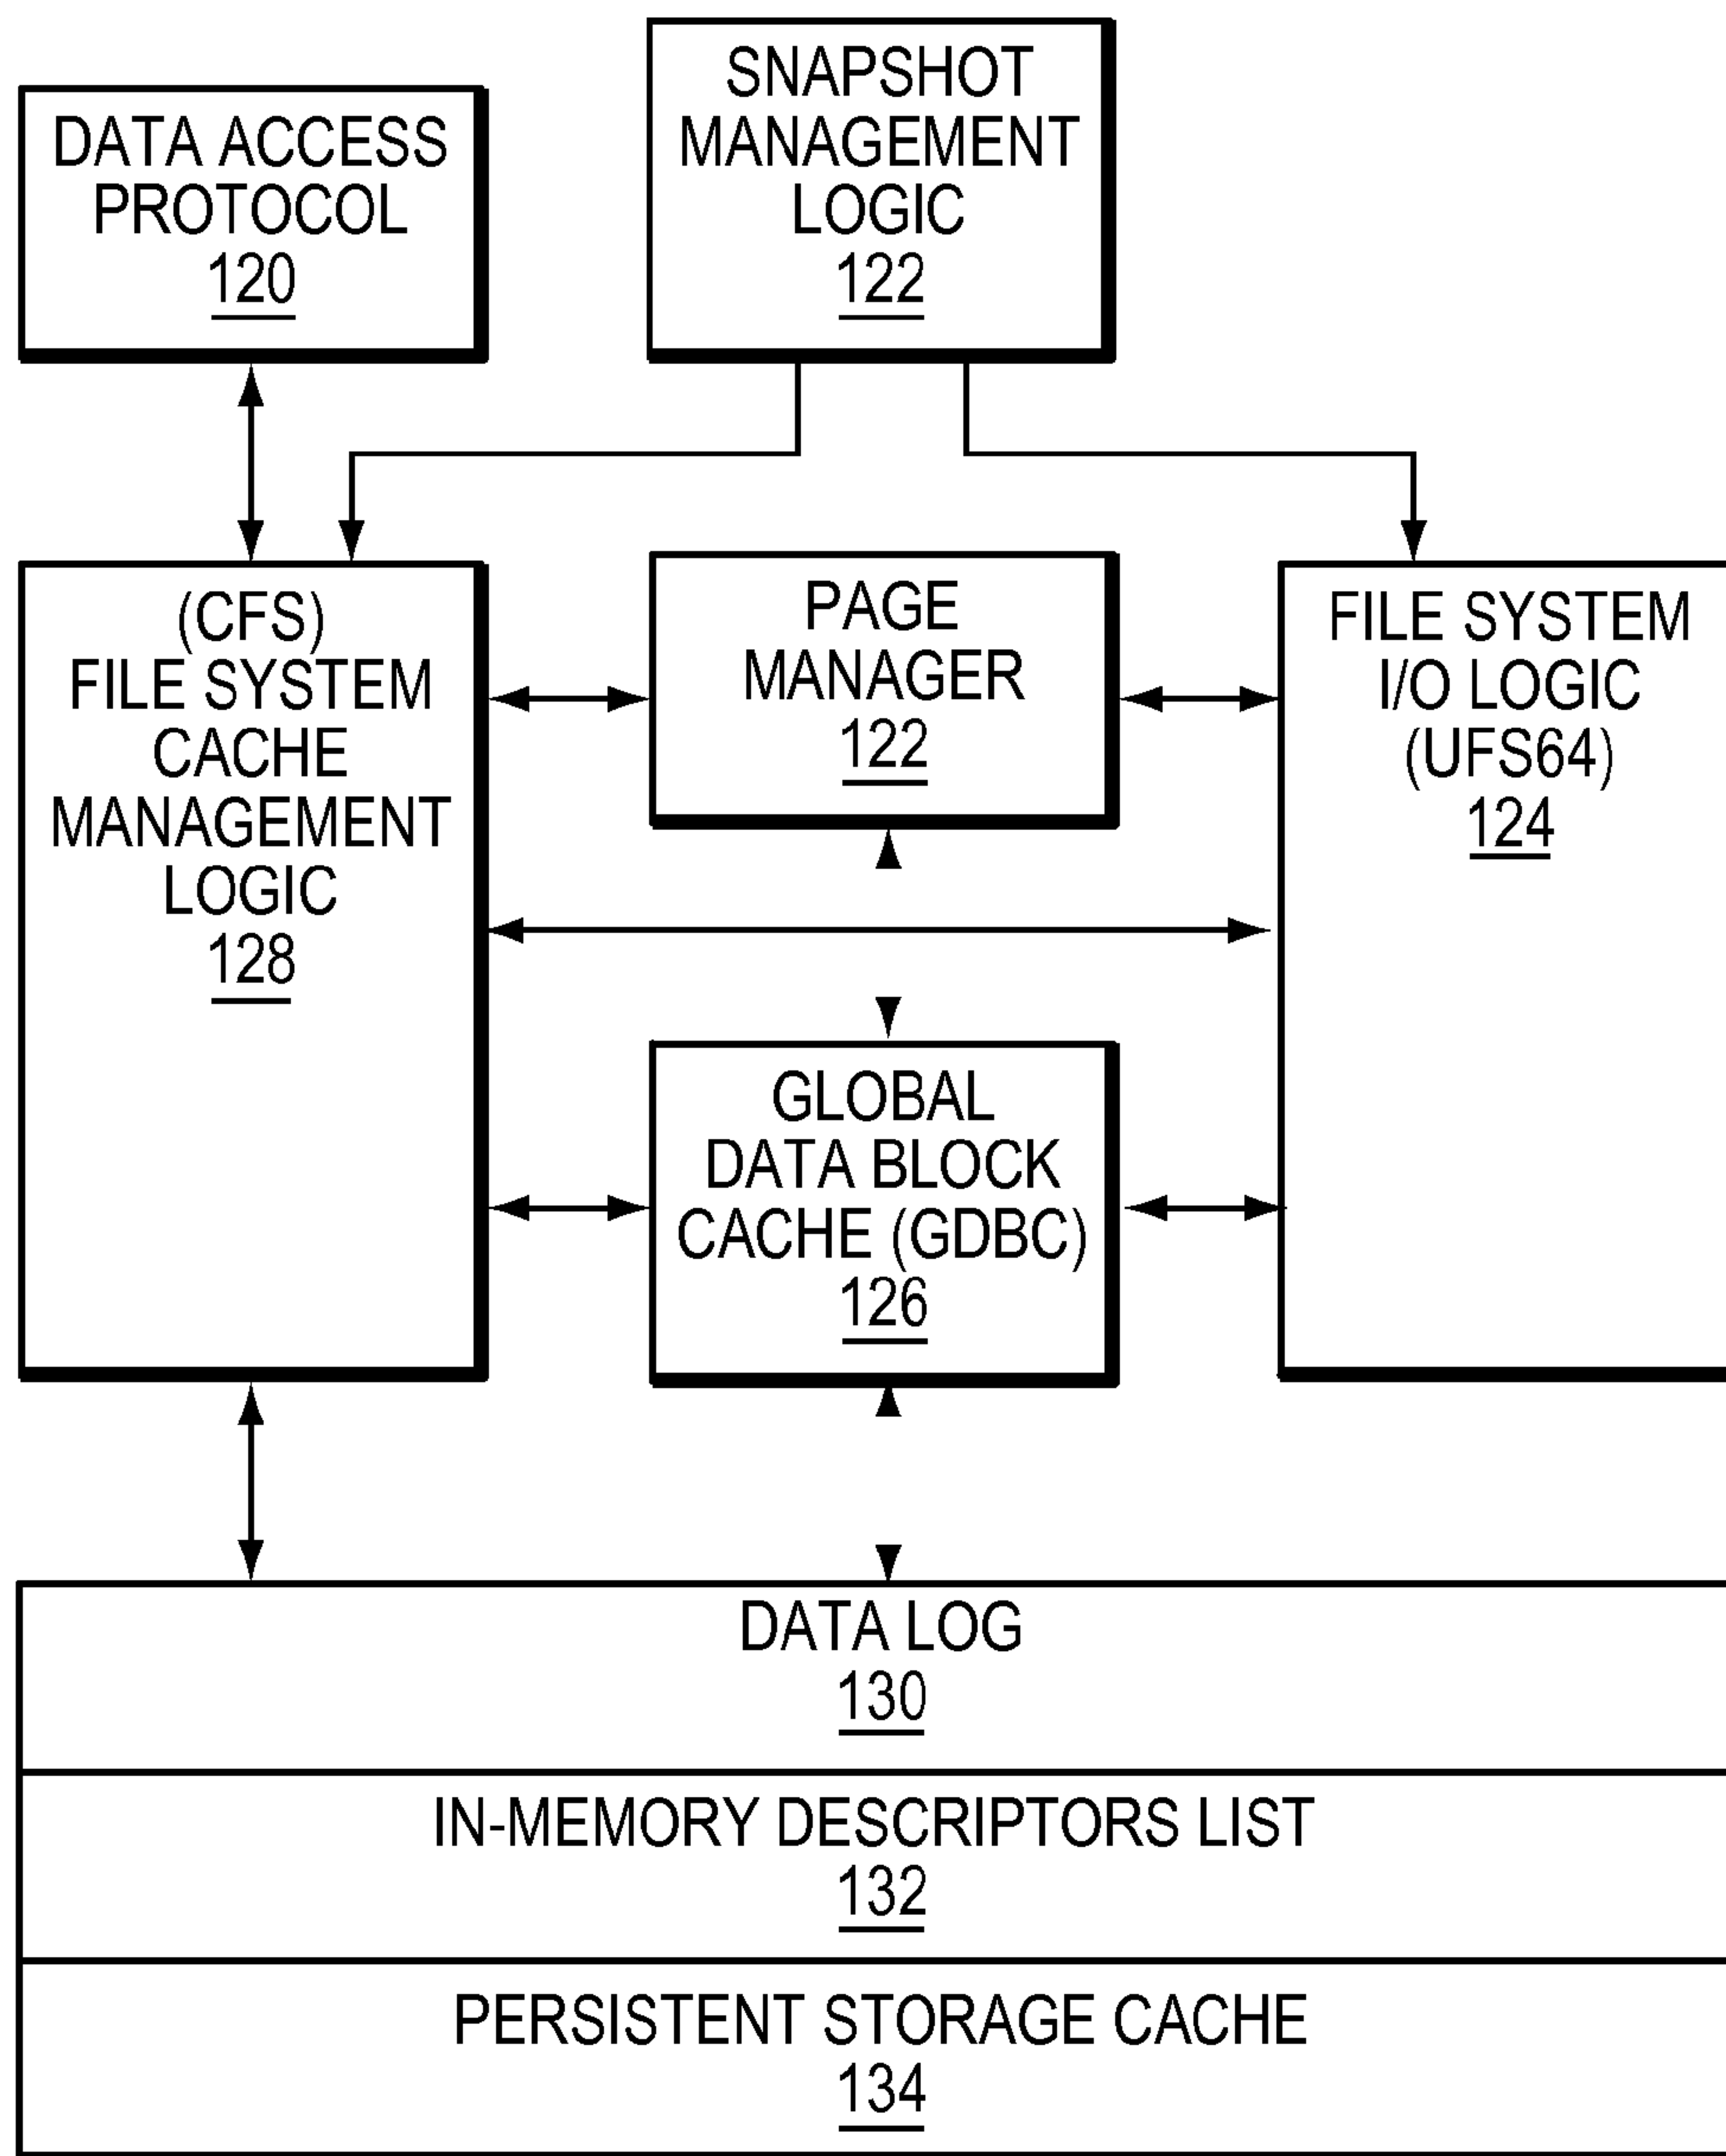 DATA ACCESS
PROTOCOL
120
SNAPSHOT
MANAGEMENT
LOGIC
122
(CFS)
FILE SYSTEM
CACHE
MANAGEMENT
LOGIC
128
PAGE
MANAGER
122
FILE SYSTEM
I/O LOGIC
(UFS64)
124
GLOBAL
DATA BLOCK
CACHE (GDBC)
126
DATA LOG
130
IN-MEMORY DESCRIPTORS LIST
132
PERSISTENT STORAGE CACHE
134